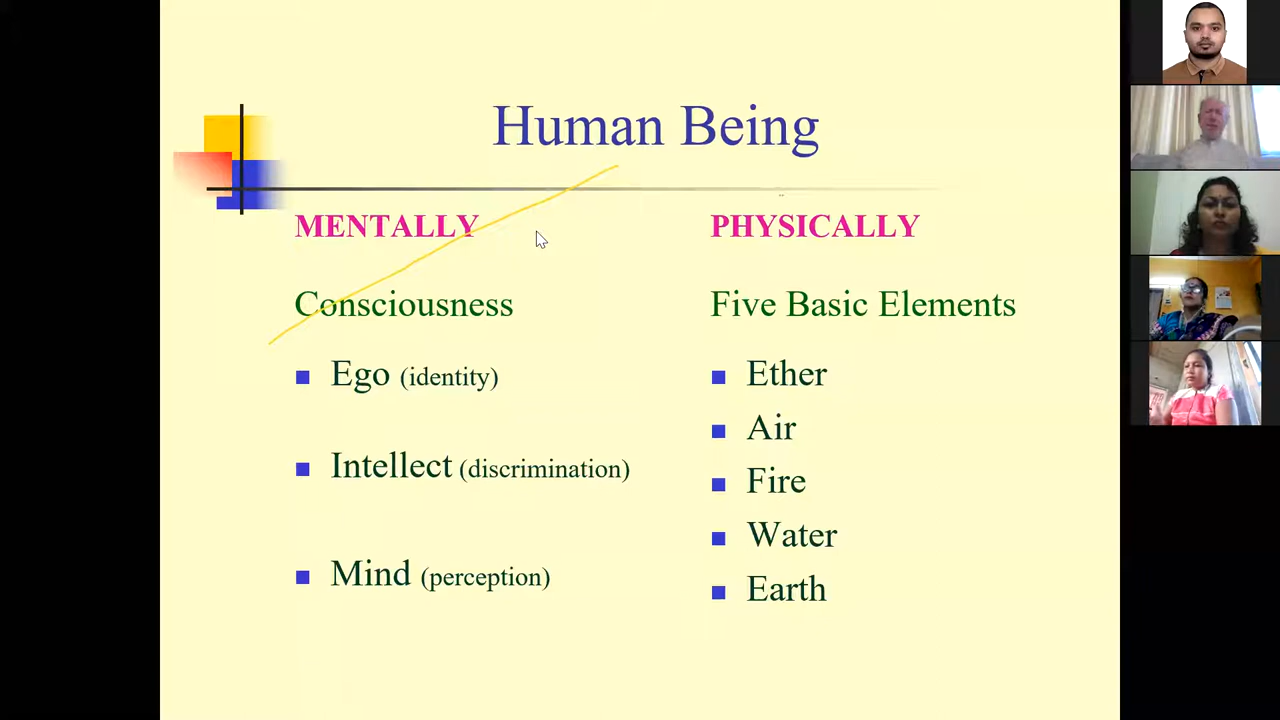 Human Being
MENTALLY
Consciousness
Ego (identity)
Intellect (discrimination)
Mind (perception)
PHYSICALLY
Five Basic Elements
Ether
Air
Fire
Water
Earth